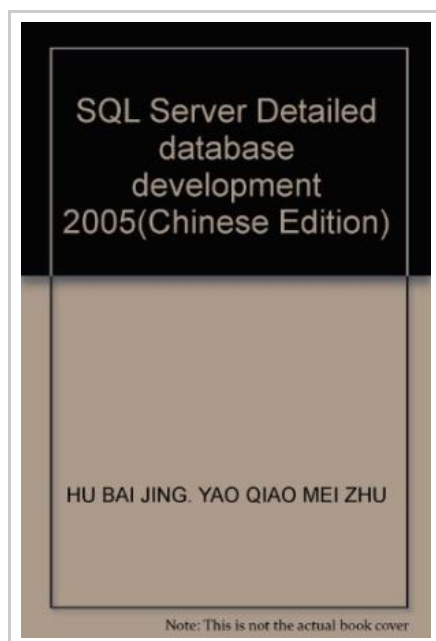 SQL Server Detailed
database
development
2005(Chinese Edition)
HU BAI JING. YAO QIAO MEI ZHU
Note: This is not the actual book cover